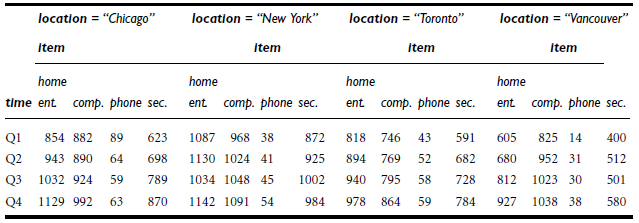 location = “Chicago” location = “New York” location = “Toronto” location = “Vancouver”
item item item item
home home home home
time ent. comp. phone sec. ent. comp. phone sec. ent. comp. phone sec. ent. comp. phone sec.
Q1 854 882 89 623 1087 968 38 872 818 746 43 591 605 825 14 400
Q2 943 890 64 698 1130 1024 41 925 894 769 52 682 680 952 31 512
Q3 1032 924 59 789 1034 1048 45 1002 940 795 58 728 812 1023 30 501
Q4 1129 992 63 870 1142 1091 54 984 978 864 59 784 927 1038 38 580